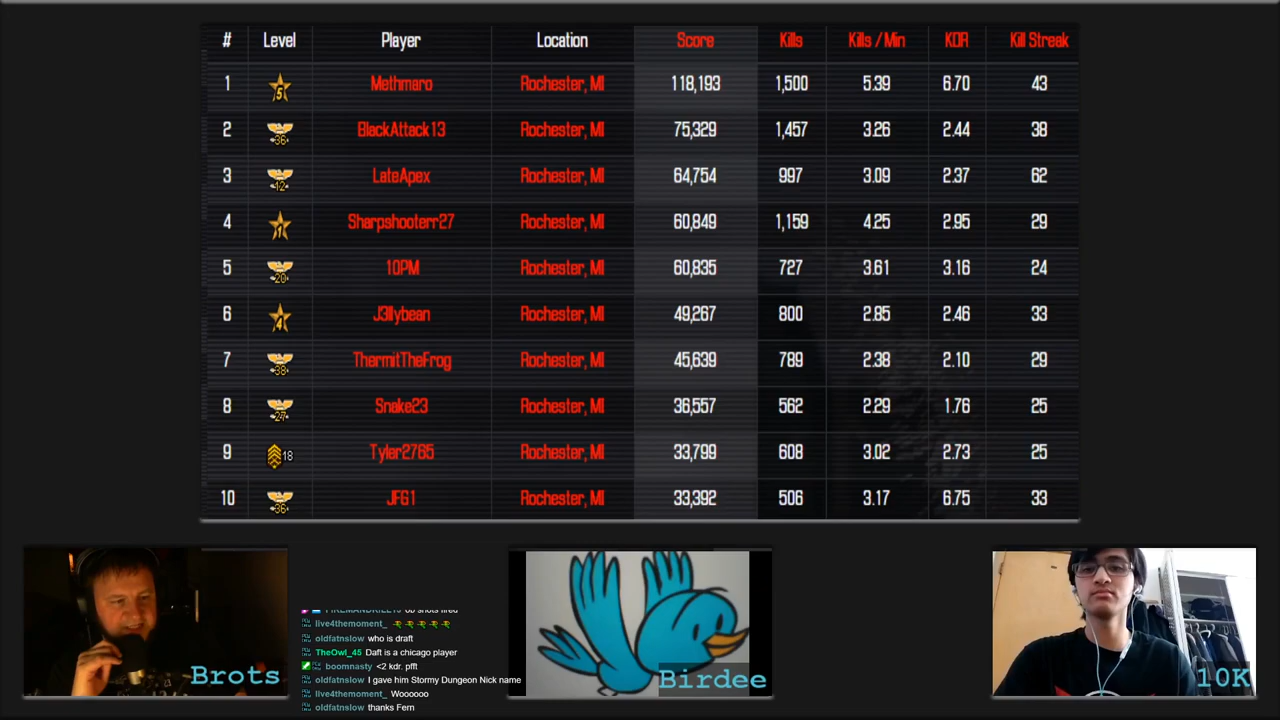 # Level Player Location Score Kills Kills / Min KDR Kill Streak
1 5 Methmaro Rochester, MI 118,193 1,500 5.39 6.70 43
2 36 BlackAttack13 Rochester, MI 75,329 1,457 3.26 2.44 38
3 12 LateApex Rochester, MI 64,754 997 3.09 2.37 62
4 1 Sharpshooterr27 Rochester, MI 60,849 1,159 4.25 2.95 29
5 20 10PM Rochester, MI 60,835 727 3.61 3.16 24
6 4 J3llybean Rochester, MI 49,267 800 2.85 2.46 33
7 38 ThermitTheFrog Rochester, MI 45,639 789 2.38 2.10 29
8 27 Snake23 Rochester, MI 36,557 562 2.29 1.76 25
9 18 Tyler2765 Rochester, MI 33,799 608 3.02 2.73 25
10 36 JFG1 Rochester, MI 33,392 506 3.17 6.75 33
Brots
shots fired
live4themoment_
oldfatnslow who is draft
TheOwl_45 Daft is a chicago player
boomnasty <2 kdr. pfft
oldfatnslow I gave him Stormy Dungeon Nick name
live4themoment_ Woooooo
oldfatnslow thanks Fern
Birdee
10K